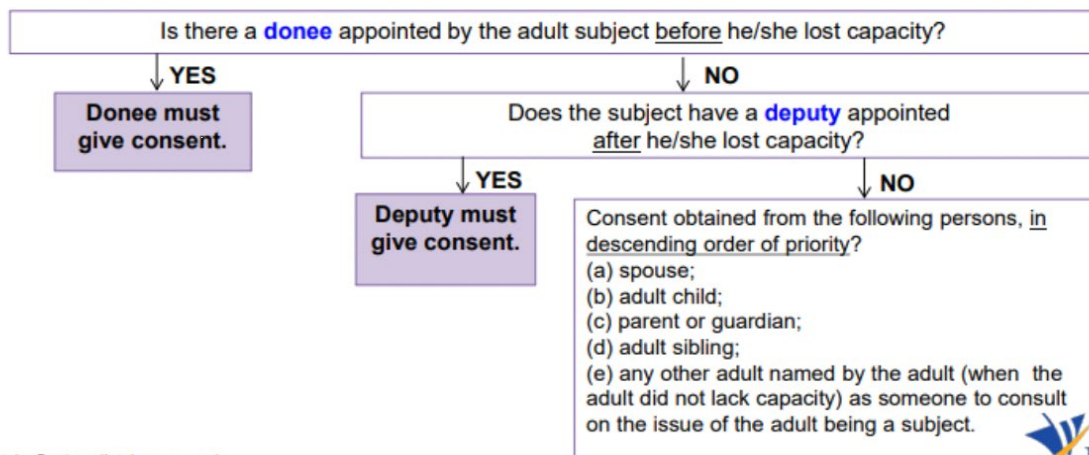 Is there a donee appointed by the adult subject before he/she lost capacity?
YES
NO
Donee must
give consent.
Does the subject have a deputy appointed
after he/she lost capacity?
YES
NO
Deputy must
give consent.
Consent obtained from the following persons, in
descending order of priority?
(a) spouse;
(b) adult child;
(c) parent or guardian;
(d) adult sibling;
(e) any other adult named by the adult (when the
adult did not lack capacity) as someone to consult
on the issue of the adult being a subject.